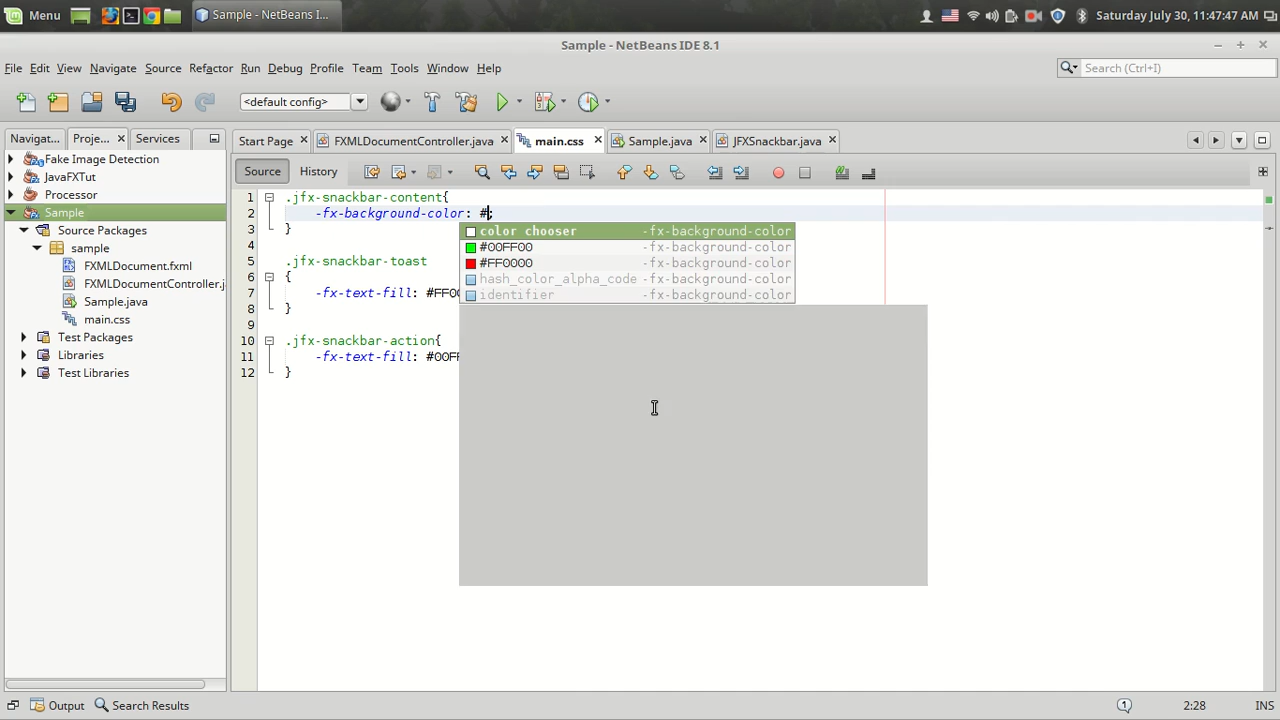 Menu
Sample - NetBeans I...
Saturday July 30, 11:47:47 AM
Sample - NetBeans IDE 8.1
File Edit View Navigate Source Refactor Run Debug Profile Team Tools Window Help
Search (Ctrl+I)
<default config>
Navigat... Proje... Services
Start Page FXMLDocumentController.java main.css Sample.java JFXSnackbar.java
Source History
Fake Image Detection
JavaFXTut
Processor
Sample
Source Packages
sample
FXMLDocument.fxml
FXMLDocumentController.j
Sample.java
main.css
Test Packages
Libraries
Test Libraries
1 .jfx-snackbar-content{
2 -fx-background-color: #;
3 }
4
5 .jfx-snackbar-toast
6 {
7 -fx-text-fill: #FF0
8 }
9
10 .jfx-snackbar-action{
11 -fx-text-fill: #00F
12 }
color chooser -fx-background-color
#00FF00 -fx-background-color
#FF0000 -fx-background-color
hash_color_alpha_code -fx-background-color
identifier -fx-background-color
Output Search Results
1
2:28 INS